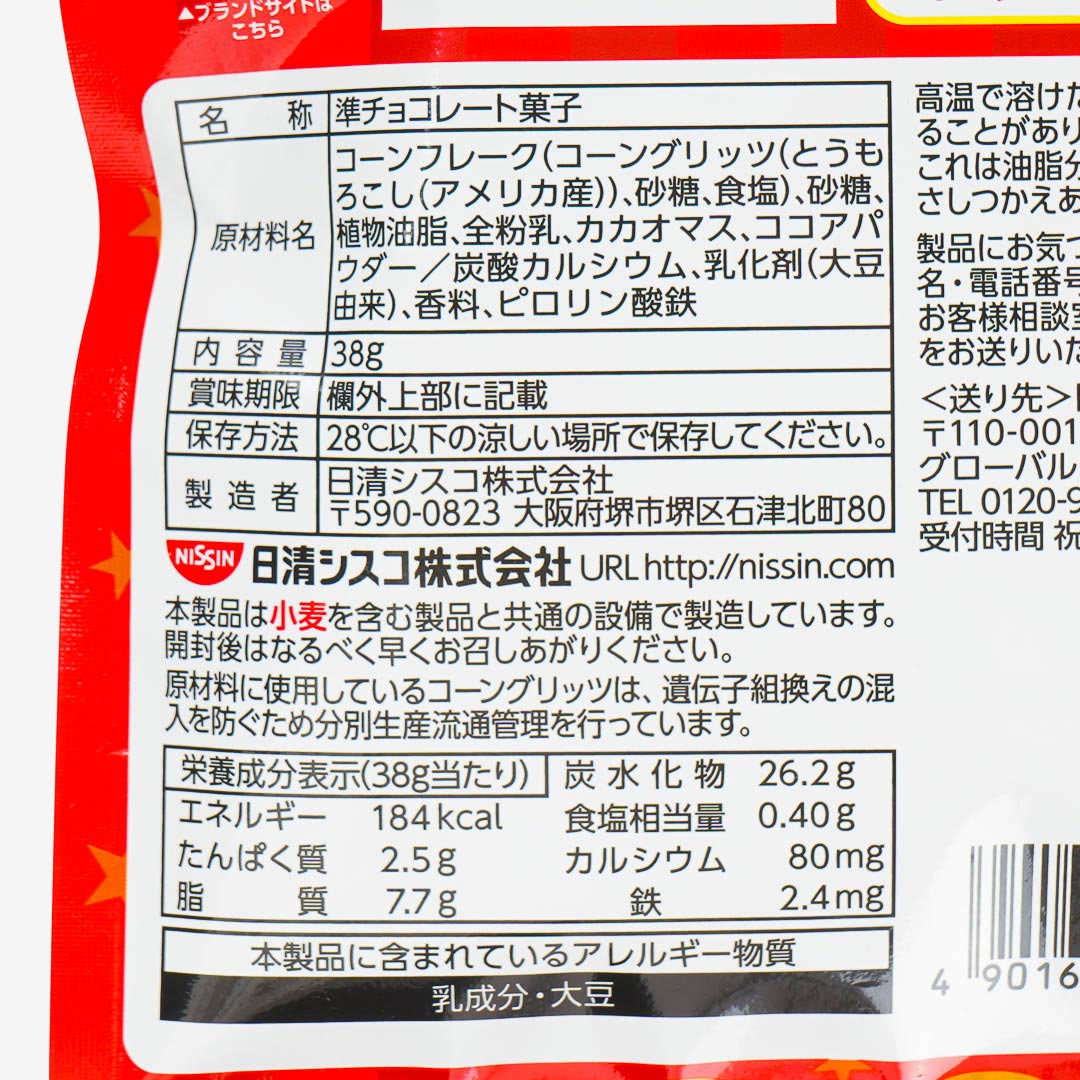 ▲ブランドサイトは
こちら
名称 準チョコレート菓子
原材料名 コーンフレーク(コーングリッツ(とうも
ろこし(アメリカ産))、砂糖、食塩)、砂糖、
植物油脂、全粉乳、カカオマス、ココアパ
ウダー／炭酸カルシウム、乳化剤(大豆
由来)、香料、ピロリン酸鉄
内容量 38g
賞味期限 欄外上部に記載
保存方法 28℃以下の涼しい場所で保存してください。
製造者 日清シスコ株式会社
〒590-0823 大阪府堺市堺区石津北町80
NISSIN 日清シスコ株式会社 URL http://nissin.com
本製品は小麦を含む製品と共通の設備で製造しています。
開封後はなるべく早くお召しあがりください。
原材料に使用しているコーングリッツは、遺伝子組換えの混
入を防ぐため分別生産流通管理を行っています。
栄養成分表示(38g当たり)
エネルギー 184kcal
たんぱく質 2.5g
脂質 7.7g
炭水化物 26.2g
食塩相当量 0.40g
カルシウム 80mg
鉄 2.4mg
本製品に含まれているアレルギー物質
乳成分・大豆
高温で溶けた
ることがあり
これは油脂分
さしつかえあ
製品にお気づ
名・電話番号
お客様相談室
をお送りいた
＜送り先＞
〒110-001
グローバル
TEL 0120-9
受付時間 祝
4 9016